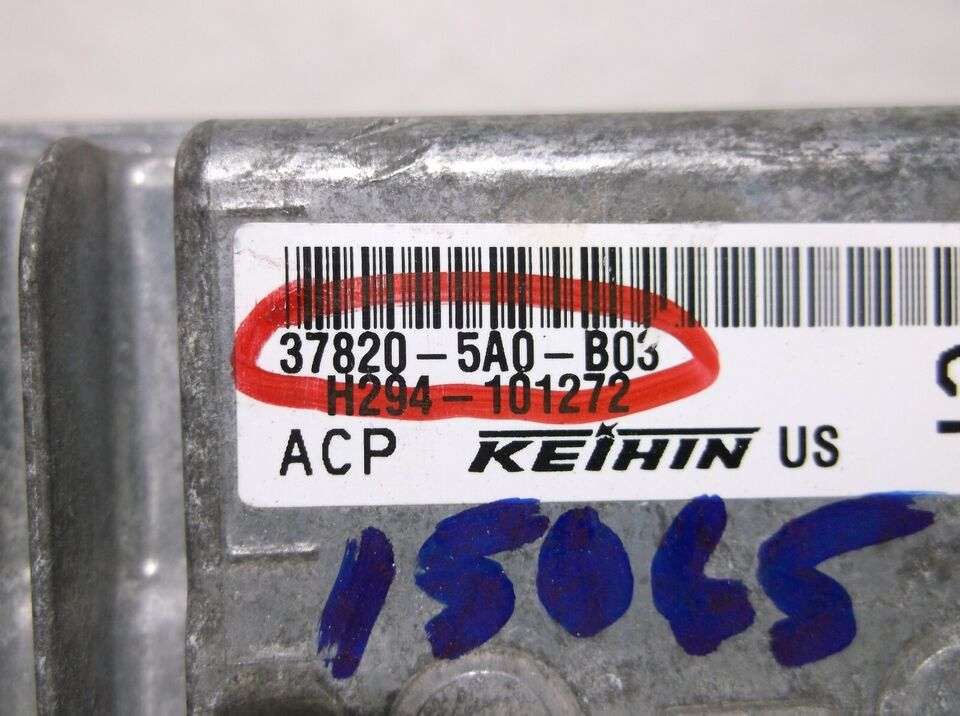 37820-5A0-B03
H294-101272
ACP KEIHIN US
15065